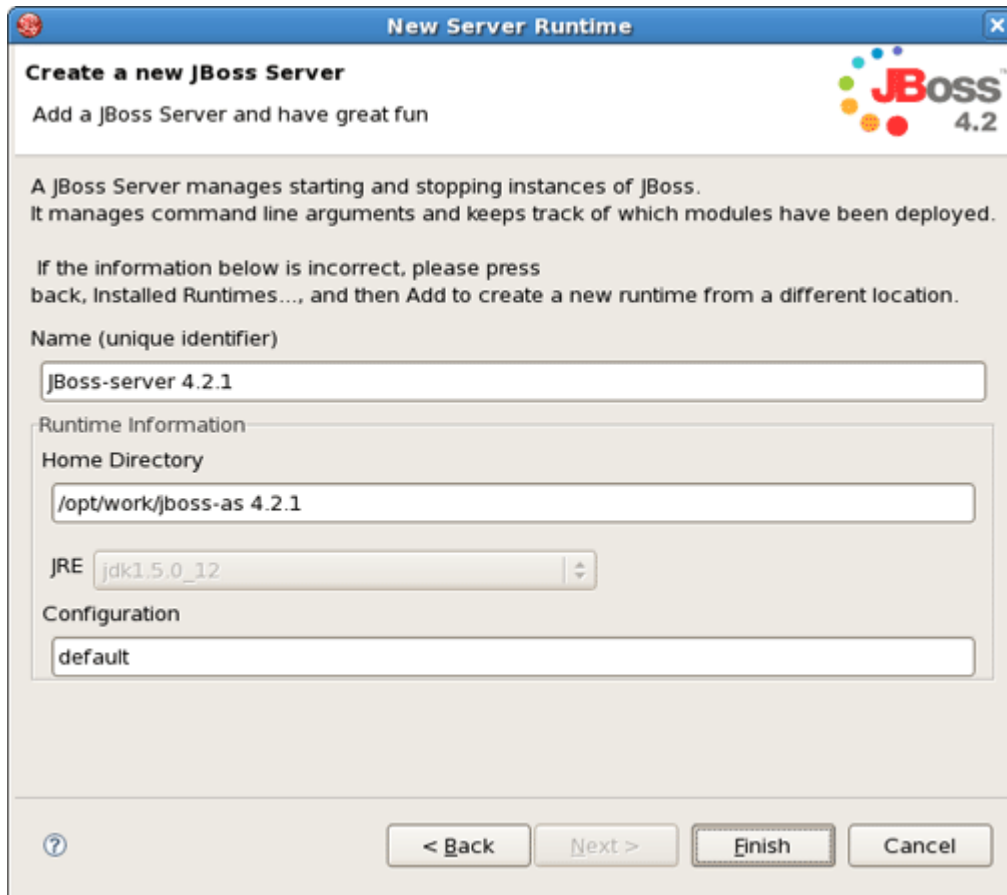 New Server Runtime
Create a new JBoss Server
Add a JBoss Server and have great fun
JBoss
4.2
A JBoss Server manages starting and stopping instances of JBoss.
It manages command line arguments and keeps track of which modules have been deployed.
If the information below is incorrect, please press
back, Installed Runtimes..., and then Add to create a new runtime from a different location.
Name (unique identifier)
JBoss-server 4.2.1
Runtime Information
Home Directory
/opt/work/jboss-as 4.2.1
JRE jdk1.5.0_12
Configuration
default
? < Back Next > Finish Cancel